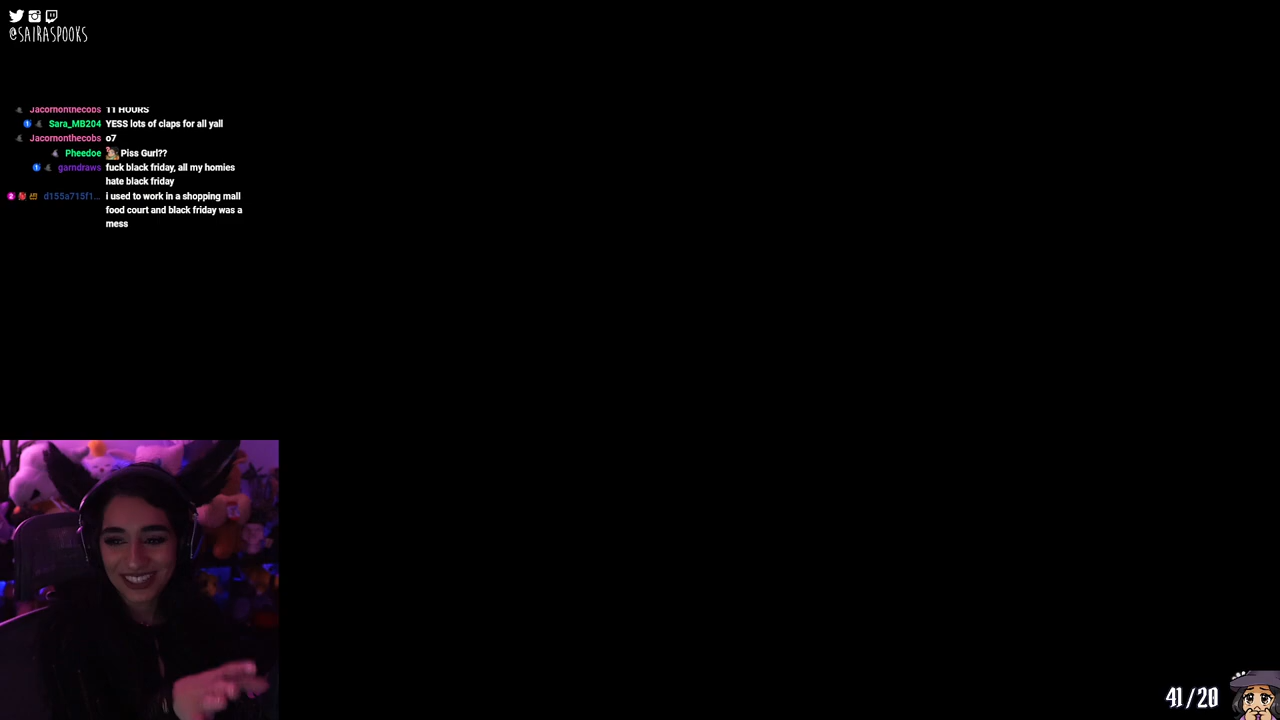 @SAIRASPOOKS
Jacornonthecobs 11 HOURS
Sara_MB204 YESS lots of claps for all yall
Jacornonthecobs o7
Pheedoe Piss Gurl??
garndraws fuck black friday, all my homies
hate black friday
d155a715f1... i used to work in a shopping mall
food court and black friday was a
mess
41/20